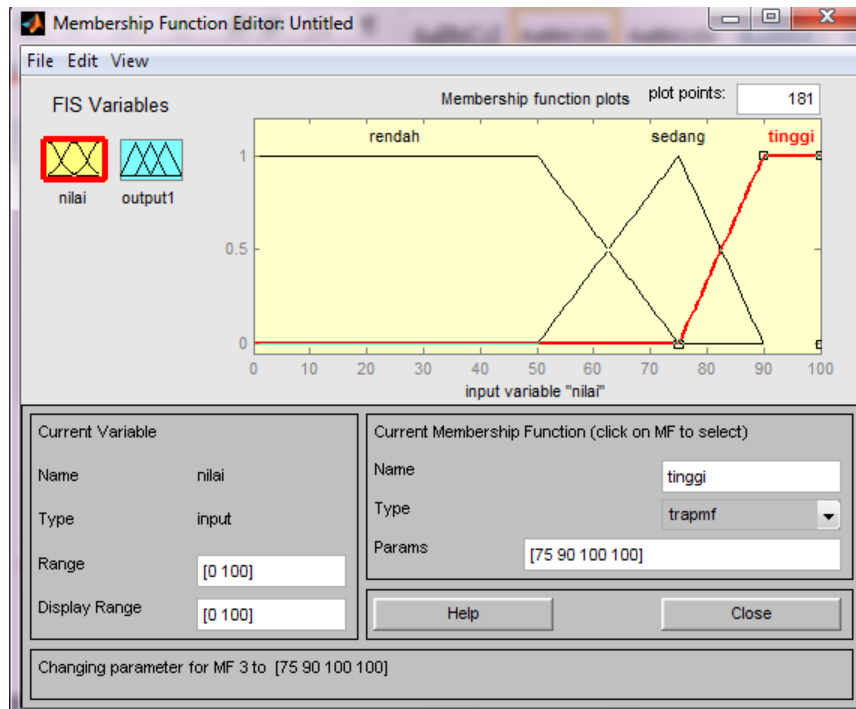 Membership Function Editor: Untitled
File Edit View
FIS Variables
nilai
output1
Membership function plots
plot points:
181
rendah
sedang
tinggi
1
0.5
0
0 10 20 30 40 50 60 70 80 90 100
input variable "nilai"
Current Variable
Name nilai
Type input
Range [0 100]
Display Range [0 100]
Current Membership Function (click on MF to select)
Name tinggi
Type trapmf
Params [75 90 100 100]
Help
Close
Changing parameter for MF 3 to [75 90 100 100]